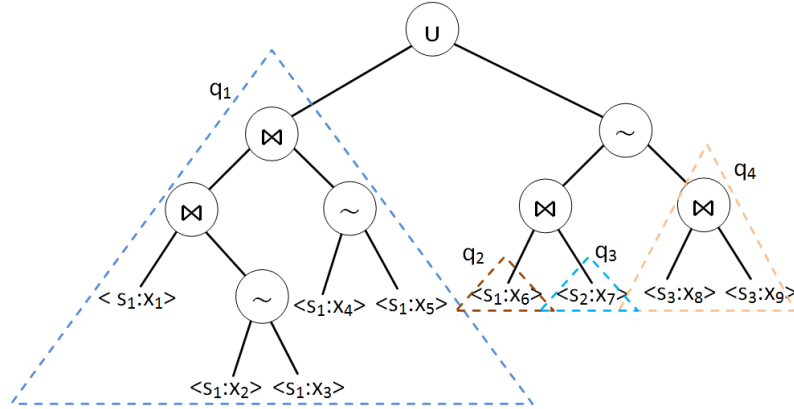 ∪
q₁
⋈
~
q₄
⋈
~
⋈
⋈
q₂
q₃
< S₁:X₁>
~
<S₁:X₄>
<S₁:X₅>
<S₁:X₆>
<S₂:X₇>
<S₃:X₈>
<S₃:X₉>
<S₁:X₂>
<S₁:X₃>